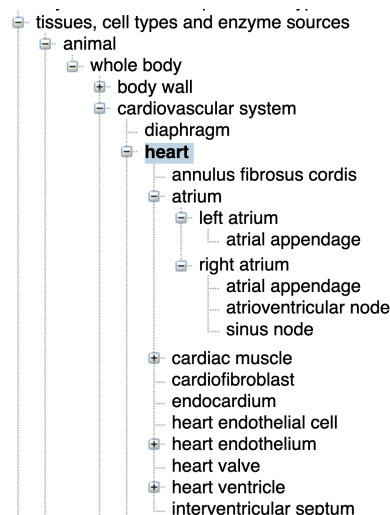 tissues, cell types and enzyme sources
animal
whole body
body wall
cardiovascular system
diaphragm
heart
annulus fibrosus cordis
atrium
left atrium
atrial appendage
right atrium
atrial appendage
atrioventricular node
sinus node
cardiac muscle
cardiofibroblast
endocardium
heart endothelial cell
heart endothelium
heart valve
heart ventricle
interventricular septum